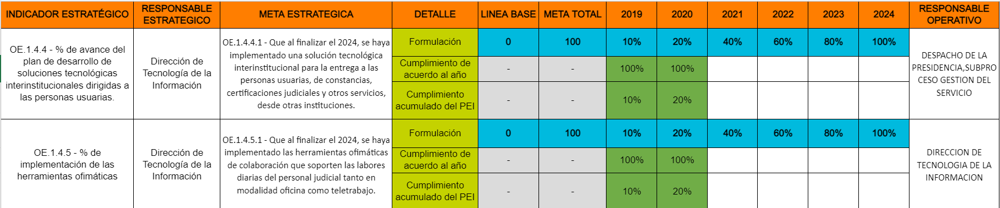 INDICADOR ESTRATÉGICO
RESPONSABLE
ESTRATEGICO
META ESTRATEGICA
DETALLE
LINEA BASE
META TOTAL
2019
2020
2021
2022
2023
2024
RESPONSABLE
OPERATIVO
OE.1.4.4 - % de avance del
plan de desarrollo de
soluciones tecnológicas
interinstitucionales dirigidas a
las personas usuarias.
Dirección de
Tecnología de la
Información
OE.1.4.4.1 - Que al finalizar el 2024, se haya
implementado una solución tecnológica
interinstitucional para la entrega a las
personas usuarias, de constancias,
certificaciones judiciales y otros servicios,
desde otras instituciones.
Formulación
0
100
10%
20%
40%
60%
80%
100%
Cumplimiento de
acuerdo al año
-
-
100%
100%
Cumplimiento
acumulado del PEI
-
-
10%
20%
DESPACHO DE LA
PRESIDENCIA,SUBPRO
CESO GESTION DEL
SERVICIO
OE.1.4.5 - % de
implementación de las
herramientas ofimáticas
Dirección de
Tecnología de la
Información
OE.1.4.5.1 - Que al finalizar el 2024, se haya
implementado las herramientas ofimáticas
de colaboración que soporten las labores
diarias del personal judicial tanto en
modalidad oficina como teletrabajo.
Formulación
0
100
10%
20%
40%
60%
80%
100%
Cumplimiento de
acuerdo al año
-
-
100%
100%
Cumplimiento
acumulado del PEI
-
-
10%
20%
DIRECCION DE
TECNOLOGIA DE LA
INFORMACION